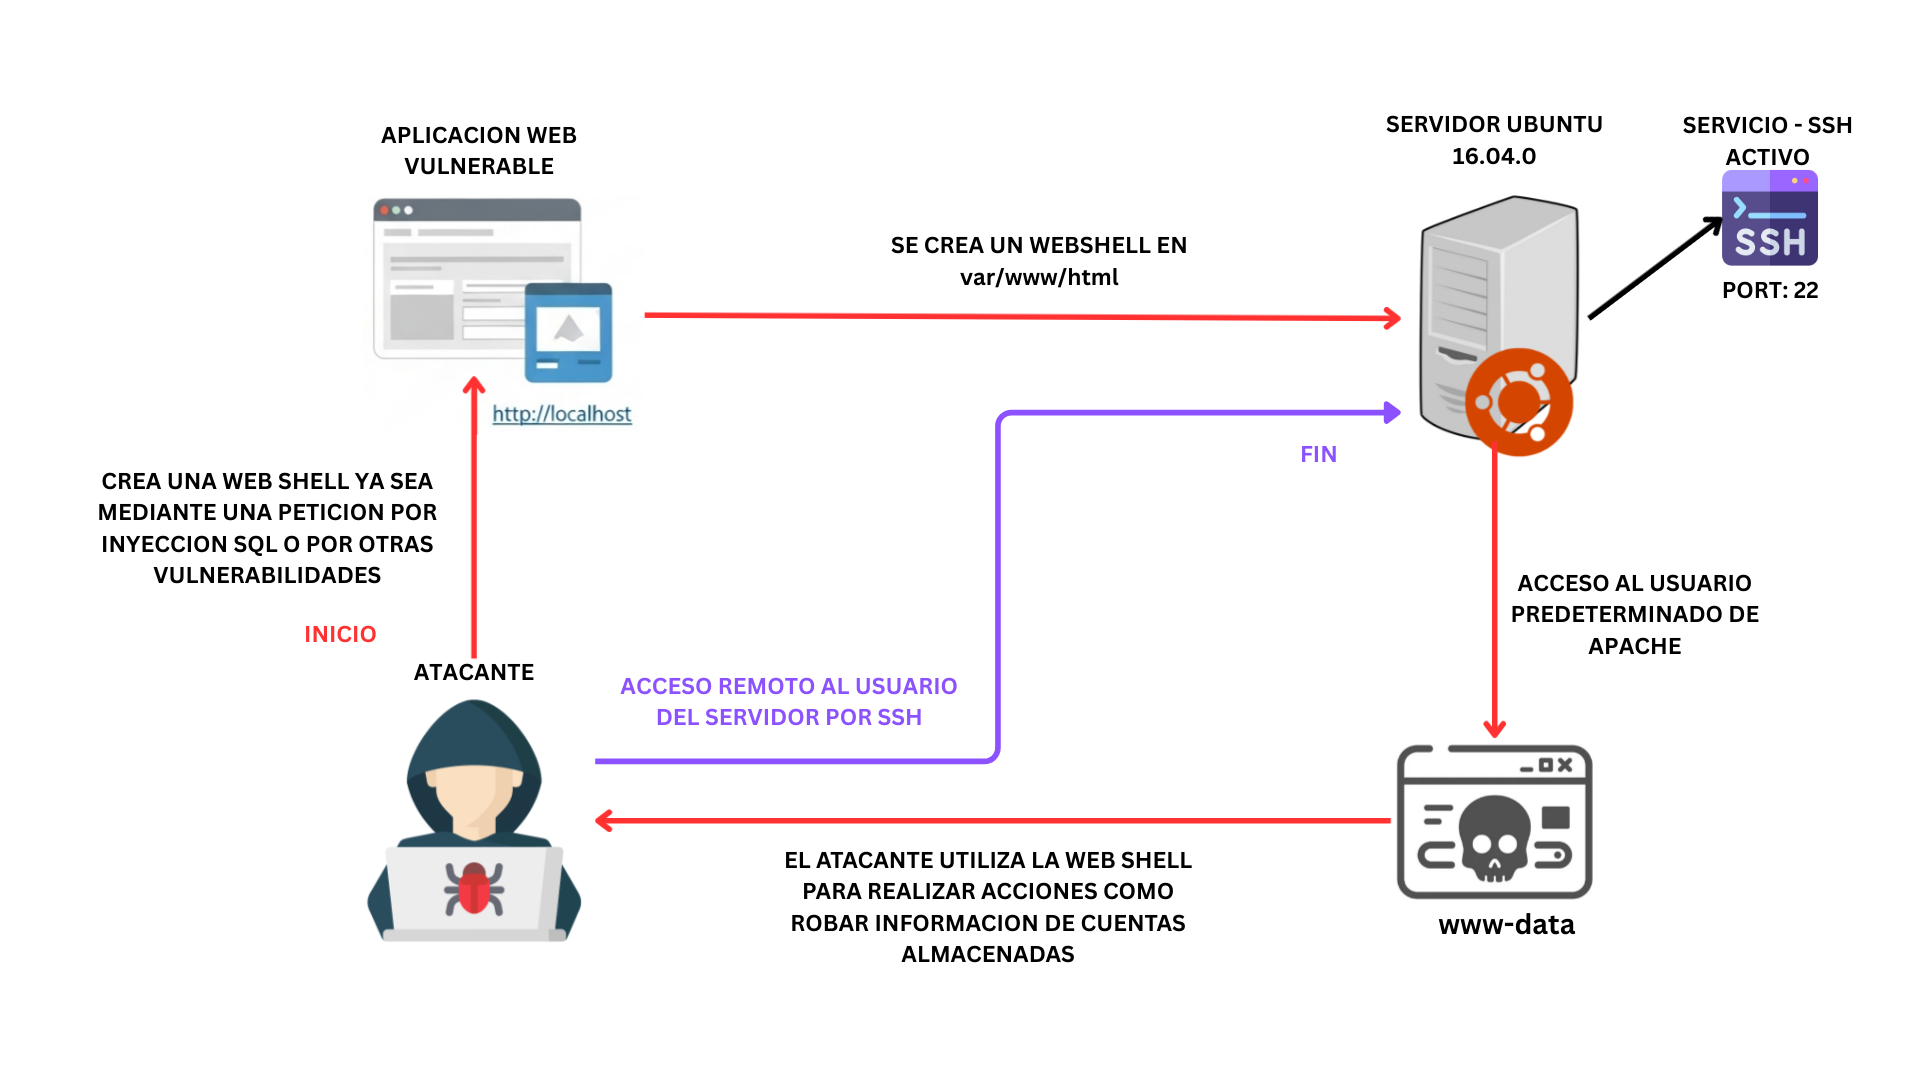 APLICACION WEB
VULNERABLE
http://localhost
SE CREA UN WEBSHELL EN
var/www/html
SERVIDOR UBUNTU
16.04.0
SERVICIO - SSH
ACTIVO
SSH
PORT: 22
FIN
CREA UNA WEB SHELL YA SEA
MEDIANTE UNA PETICION POR
INYECCION SQL O POR OTRAS
VULNERABILIDADES
INICIO
ATACANTE
ACCESO REMOTO AL USUARIO
DEL SERVIDOR POR SSH
ACCESO AL USUARIO
PREDETERMINADO DE
APACHE
EL ATACANTE UTILIZA LA WEB SHELL
PARA REALIZAR ACCIONES COMO
ROBAR INFORMACION DE CUENTAS
ALMACENADAS
www-data